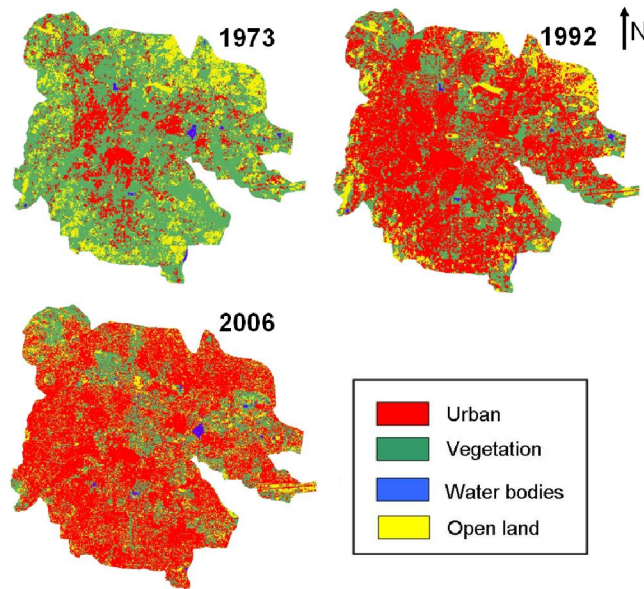 1973
1992
N
2006
Urban
Vegetation
Water bodies
Open land